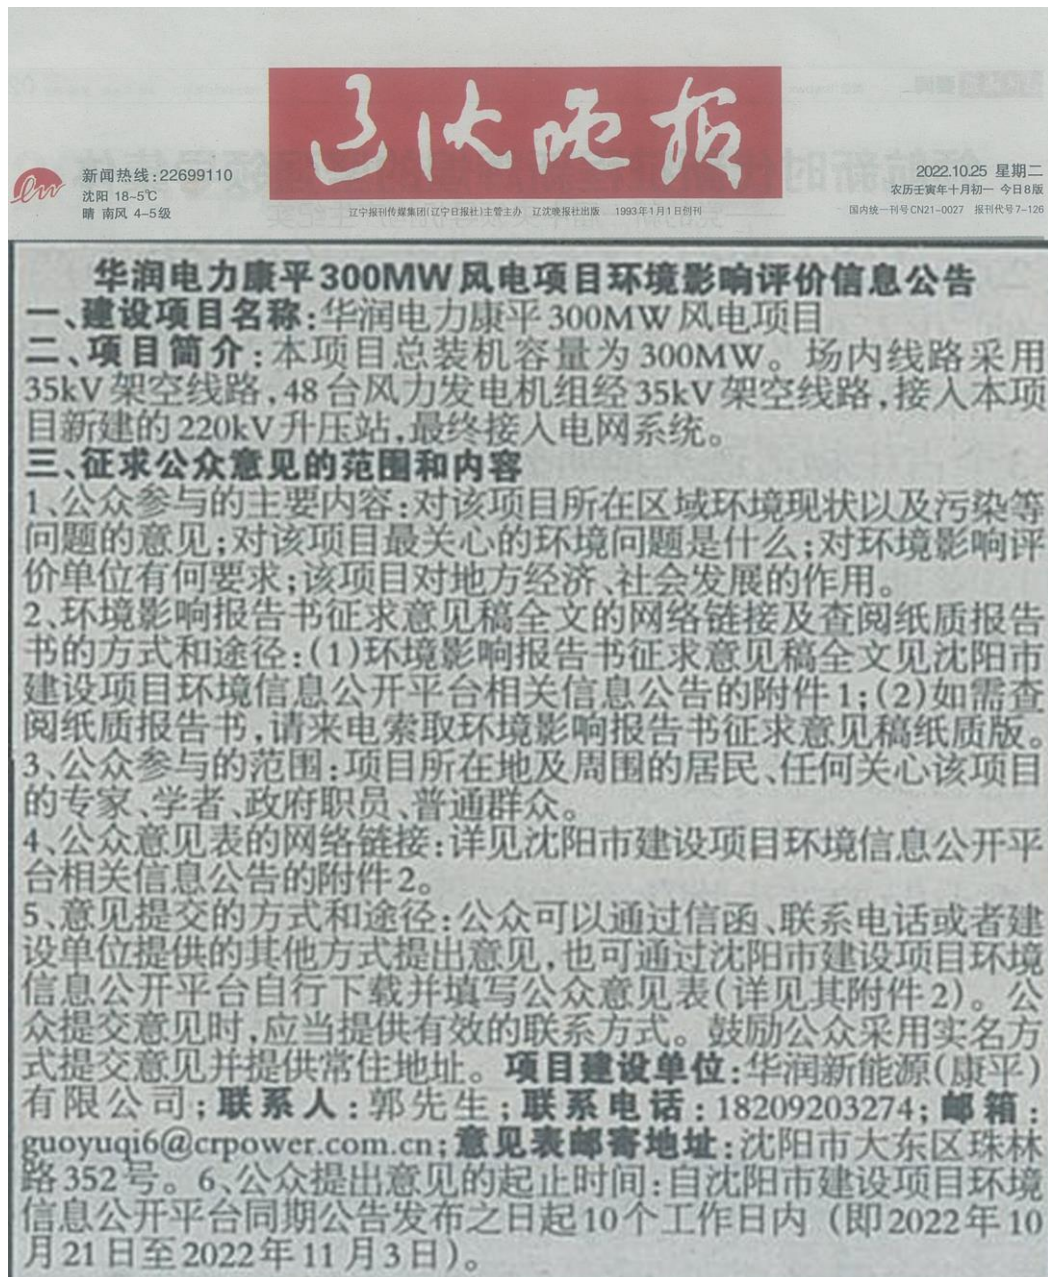 辽沈晚报
新闻热线:22699110
沈阳 18-5℃
晴 南风 4-5级
辽宁报刊传媒集团(辽宁日报社)主管主办 辽沈晚报社出版 1993年1月1日创刊
2022.10.25 星期二
农历壬寅年十月初一 今日8版
国内统一刊号CN21-0027 报刊代号7-126
华润电力康平300MW风电项目环境影响评价信息公告
一、建设项目名称:华润电力康平300MW风电项目
二、项目简介:本项目总装机容量为300MW。场内线路采用
35kV架空线路,48台风力发电机组经35kV架空线路,接入本项
目新建的220kV升压站,最终接入电网系统。
三、征求公众意见的范围和内容
1、公众参与的主要内容:对该项目所在区域环境现状以及污染等
问题的意见;对该项目最关心的环境问题是什么;对环境影响评
价单位有何要求;该项目对地方经济、社会发展的作用。
2、环境影响报告书征求意见稿全文的网络链接及查阅纸质报告
书的方式和途径:(1)环境影响报告书征求意见稿全文见沈阳市
建设项目环境信息公开平台相关信息公告的附件1;(2)如需查
阅纸质报告书,请来电索取环境影响报告书征求意见稿纸质版。
3、公众参与的范围:项目所在地及周围的居民、任何关心该项目
的专家、学者、政府职员、普通群众。
4、公众意见表的网络链接:详见沈阳市建设项目环境信息公开平
台相关信息公告的附件2。
5、意见提交的方式和途径:公众可以通过信函、联系电话或者建
设单位提供的其他方式提出意见,也可通过沈阳市建设项目环境
信息公开平台自行下载并填写公众意见表(详见其附件2)。公
众提交意见时,应当提供有效的联系方式。鼓励公众采用实名方
式提交意见并提供常住地址。项目建设单位:华润新能源(康平)
有限公司;联系人:郭先生;联系电话:18209203274;邮箱:
guoyuqi6@crpower.com.cn;意见表邮寄地址:沈阳市大东区珠林
路352号。6、公众提出意见的起止时间:自沈阳市建设项目环境
信息公开平台同期公告发布之日起10个工作日内(即2022年10
月21日至2022年11月3日)。